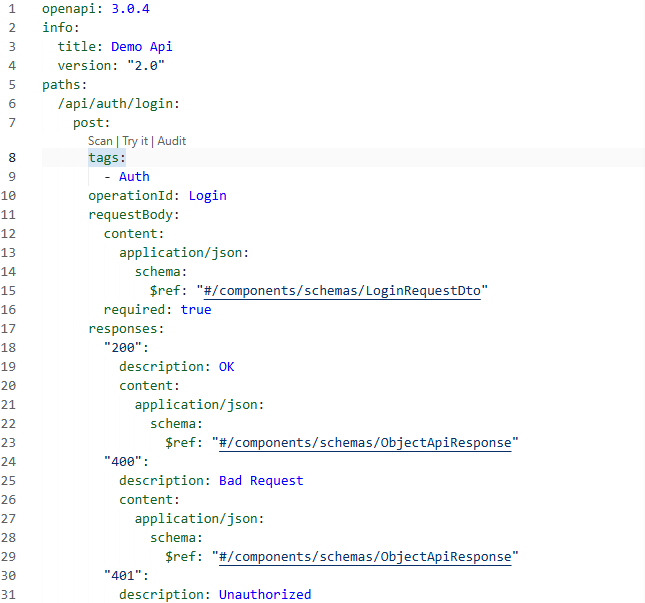 1 openapi: 3.0.4
2 info:
3   title: Demo Api
4   version: "2.0"
5 paths:
6   /api/auth/login:
7     post:
Scan | Try it | Audit
8       tags:
9         - Auth
10       operationId: Login
11       requestBody:
12         content:
13           application/json:
14             schema:
15               $ref: "#/components/schemas/LoginRequestDto"
16         required: true
17       responses:
18         "200":
19           description: OK
20           content:
21             application/json:
22               schema:
23                 $ref: "#/components/schemas/ObjectApiResponse"
24         "400":
25           description: Bad Request
26           content:
27             application/json:
28               schema:
29                 $ref: "#/components/schemas/ObjectApiResponse"
30         "401":
31           description: Unauthorized